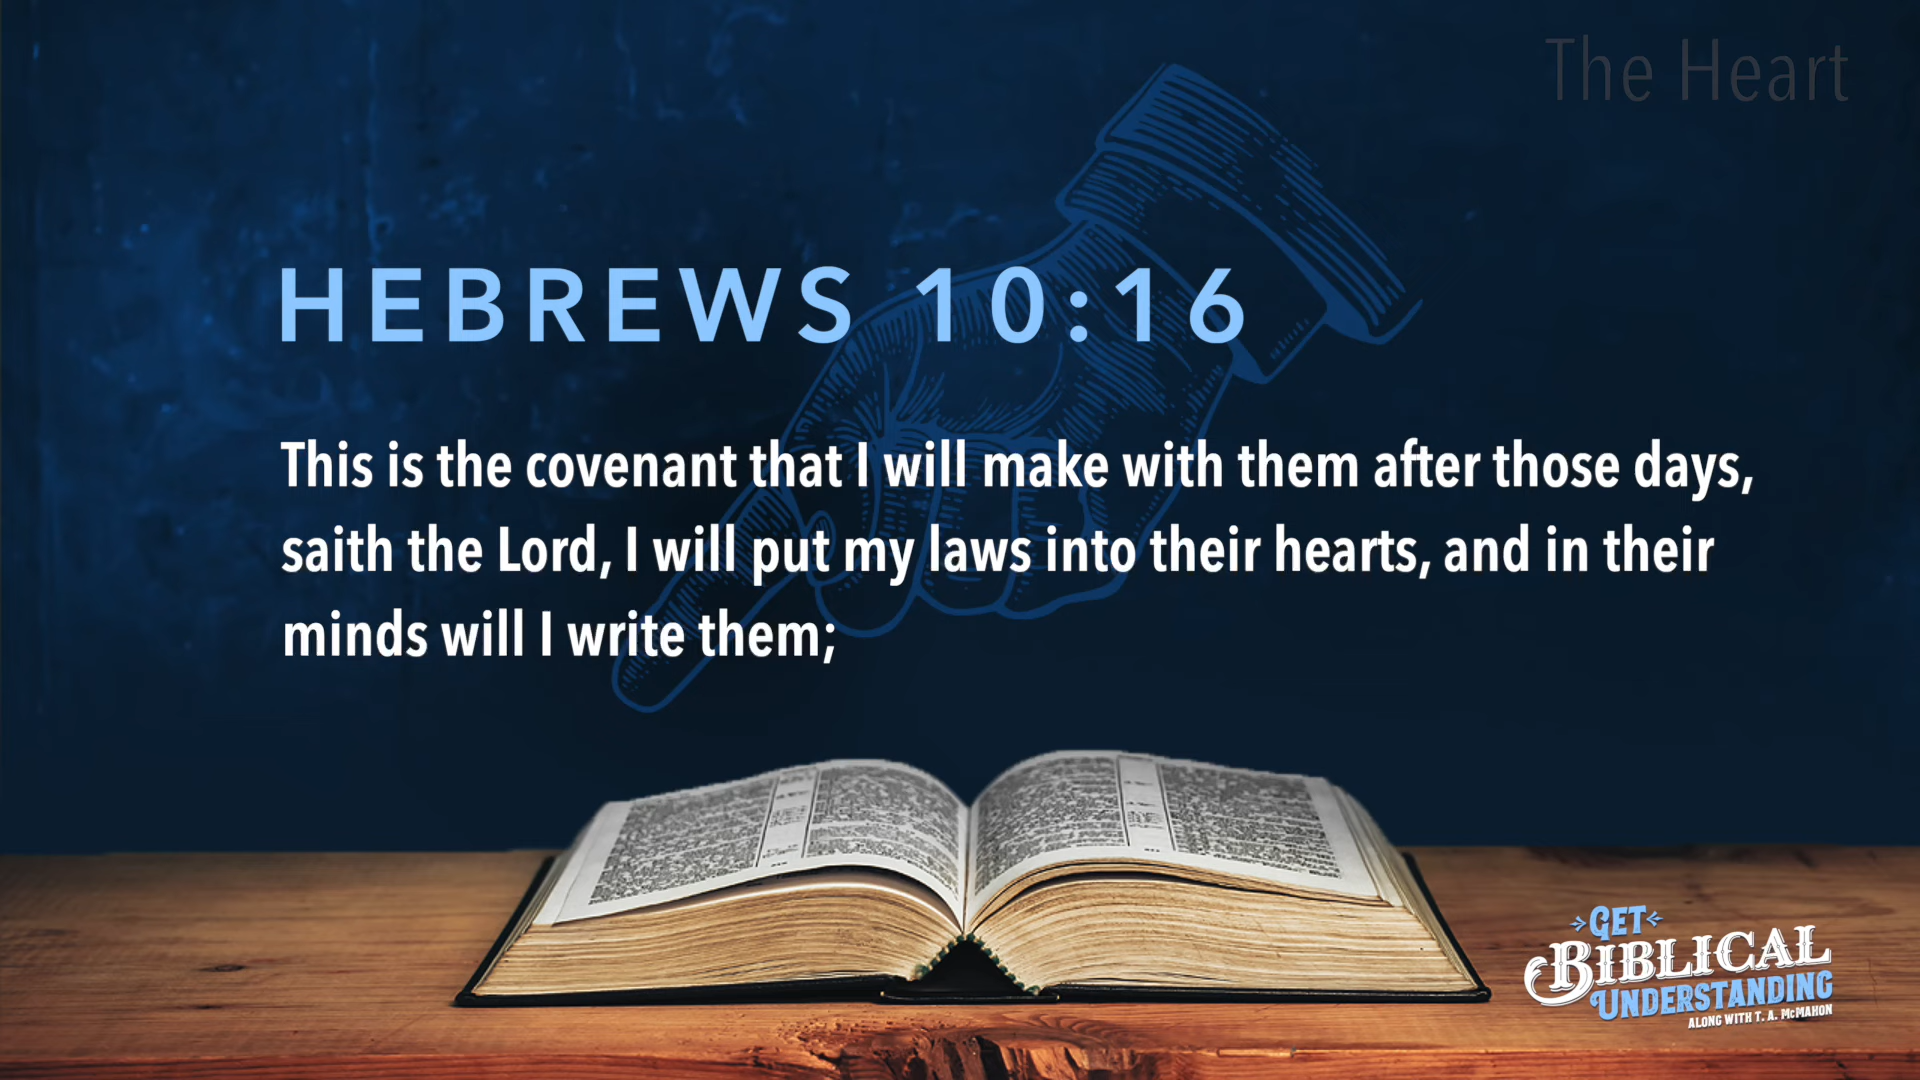 The Heart
HEBREWS 10:16
This is the covenant that I will make with them after those days,
saith the Lord, I will put my laws into their hearts, and in their
minds will I write them;
GET
BIBLICAL
UNDERSTANDING
ALONG WITH T. A. McMAHON